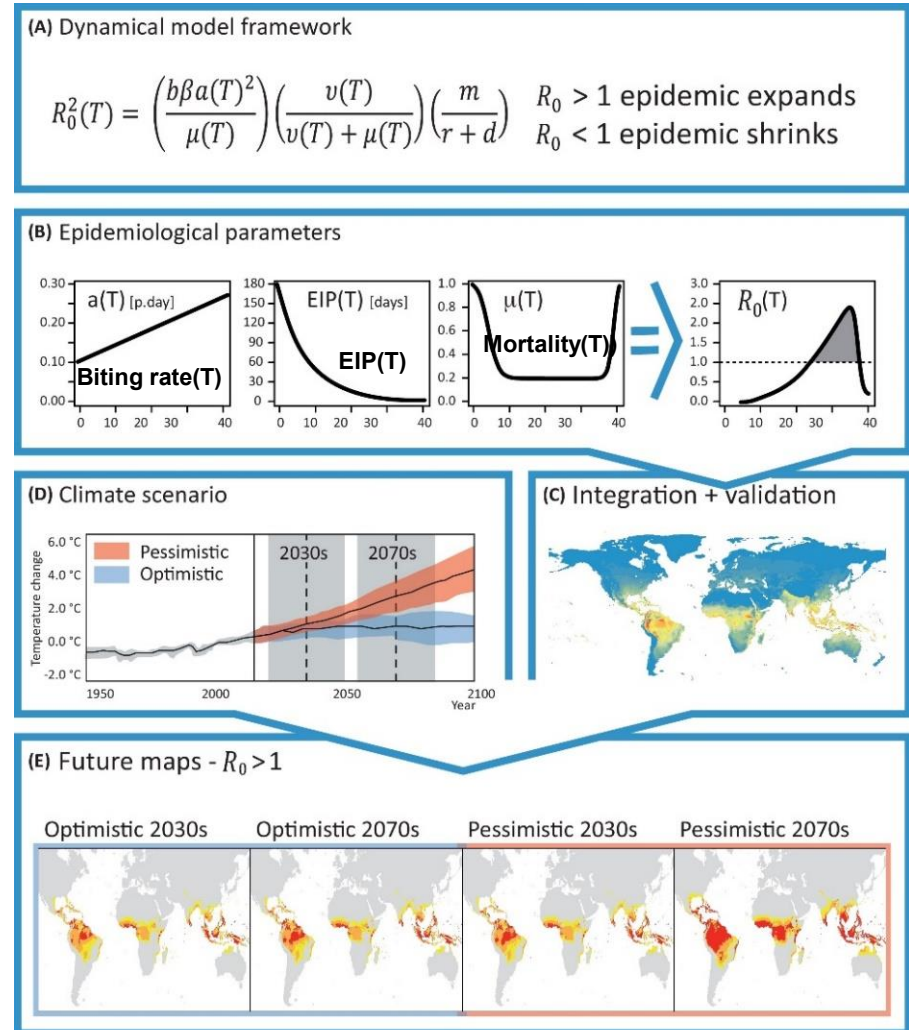 (A) Dynamical model framework
R₀²(T) = (bβa(T)²/μ(T)) (υ(T)/(υ(T) + μ(T))) (m/(r + d))
R₀ > 1 epidemic expands
R₀ < 1 epidemic shrinks
(B) Epidemiological parameters
0.30
0.20
0.10
0.00
a(T) [p.day]
Biting rate(T)
0 10 20 30 40
180
150
120
90
60
30
0
EIP(T) [days]
EIP(T)
0 10 20 30 40
1.0
0.8
0.6
0.4
0.2
0.0
μ(T)
Mortality(T)
0 10 20 30 40
3.0
2.5
2.0
1.5
1.0
0.5
0.0
R₀(T)
0 10 20 30 40
(D) Climate scenario
Temperature change
6.0 °C
4.0 °C
2.0 °C
0.0 °C
-2.0 °C
Pessimistic
Optimistic
2030s
2070s
1950 2000 2050 2100
Year
(C) Integration + validation
(E) Future maps - R₀ > 1
Optimistic 2030s
Optimistic 2070s
Pessimistic 2030s
Pessimistic 2070s